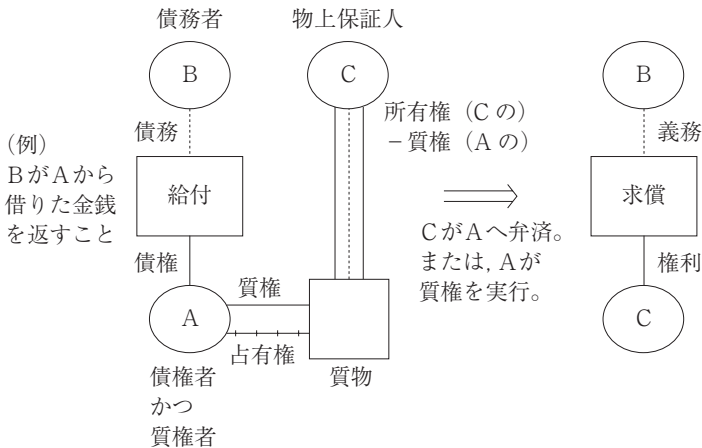 債務者
物上保証人
B
C
B
(例)
BがAから
借りた金銭
を返すこと
債務
給付
債権
所有権（Cの）
－質権（Aの）
CがAへ弁済。
または, Aが
質権を実行。
義務
求償
権利
A
質権
占有権
質物
C
債権者
かつ
質権者